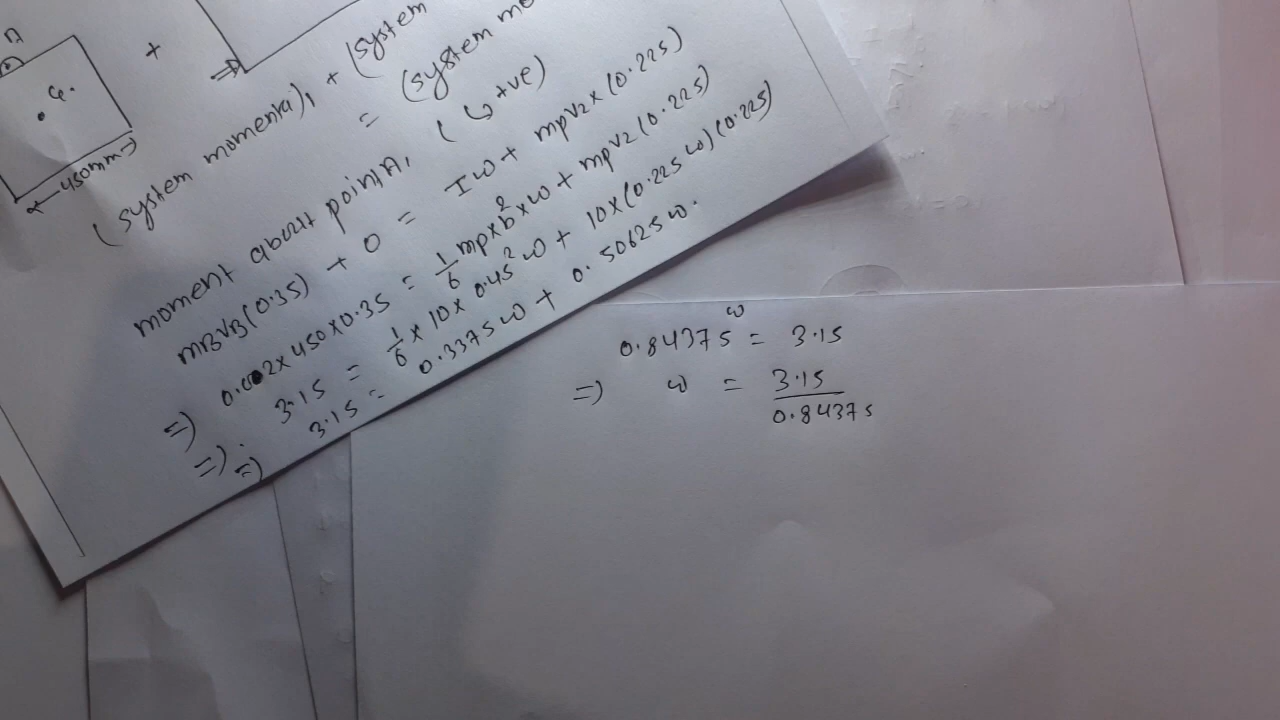 A
G.
450mm
+
(system momenta)₁ + (system
= (system mo
moment about point A, (↺ +ve)
mBVB(0.35) + 0 = Iω + mpv2 × (0.225)
=) 0.002 × 450 × 0.35 = 1/6 mp × b² × ω + mpv2 (0.225)
=) 3.15 = 1/6 × 10 × 0.45² ω + 10 × (0.225 ω) (0.225)
=) 3.15 = 0.3375 ω + 0.50625 ω.
0.84375 ω = 3.15
=) ω = 3.15 / 0.84375